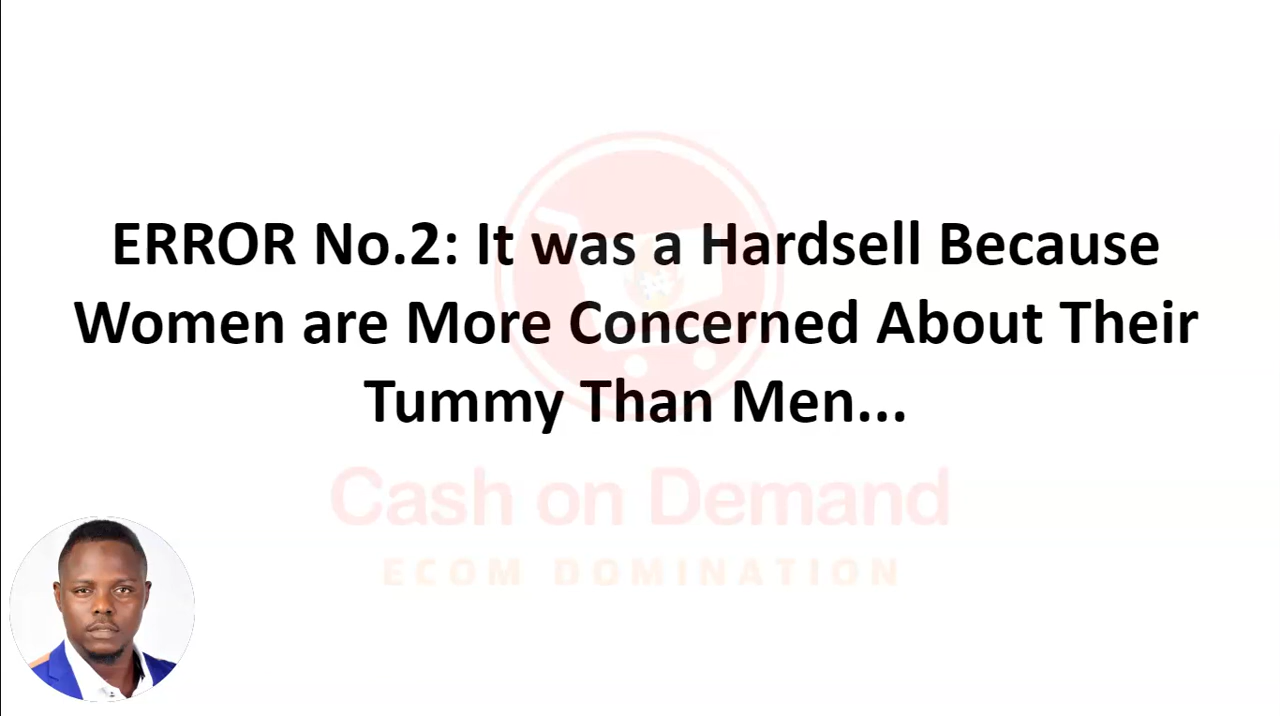 ERROR No.2: It was a Hardsell Because
Women are More Concerned About Their
Tummy Than Men...
Cash on Demand
ECOM DOMINATION